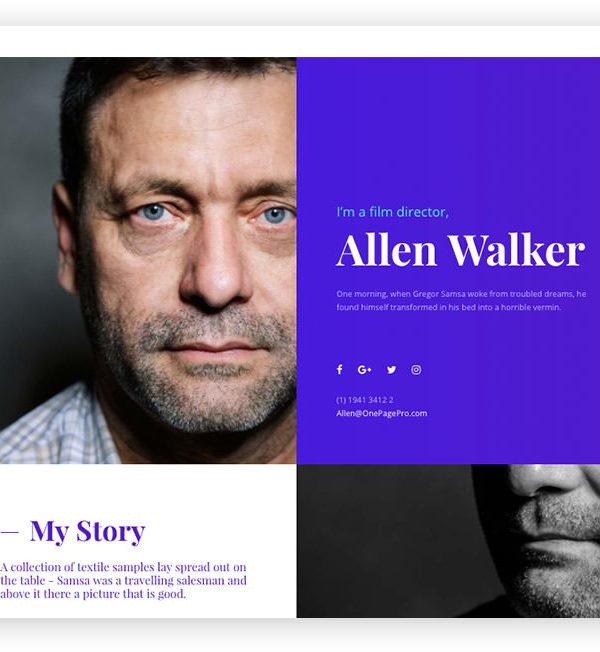 I'm a film director,
Allen Walker
One morning, when Gregor Samsa woke from troubled dreams, he
found himself transformed in his bed into a horrible vermin.
(1) 1941 3412 2
Allen@OnePagePro.com
— My Story
A collection of textile samples lay spread out on
the table - Samsa was a travelling salesman and
above it there a picture that is good.